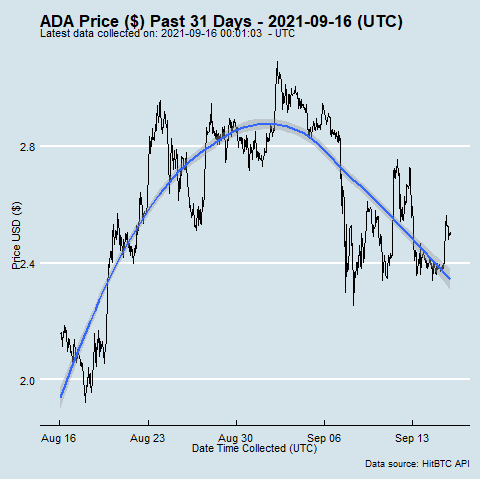 ADA Price ($) Past 31 Days - 2021-09-16 (UTC)
Latest data collected on: 2021-09-16 00:01:03 - UTC
Price USD ($)
2.8
2.4
2.0
Aug 16 Aug 23 Aug 30 Sep 06 Sep 13
Date Time Collected (UTC)
Data source: HitBTC API